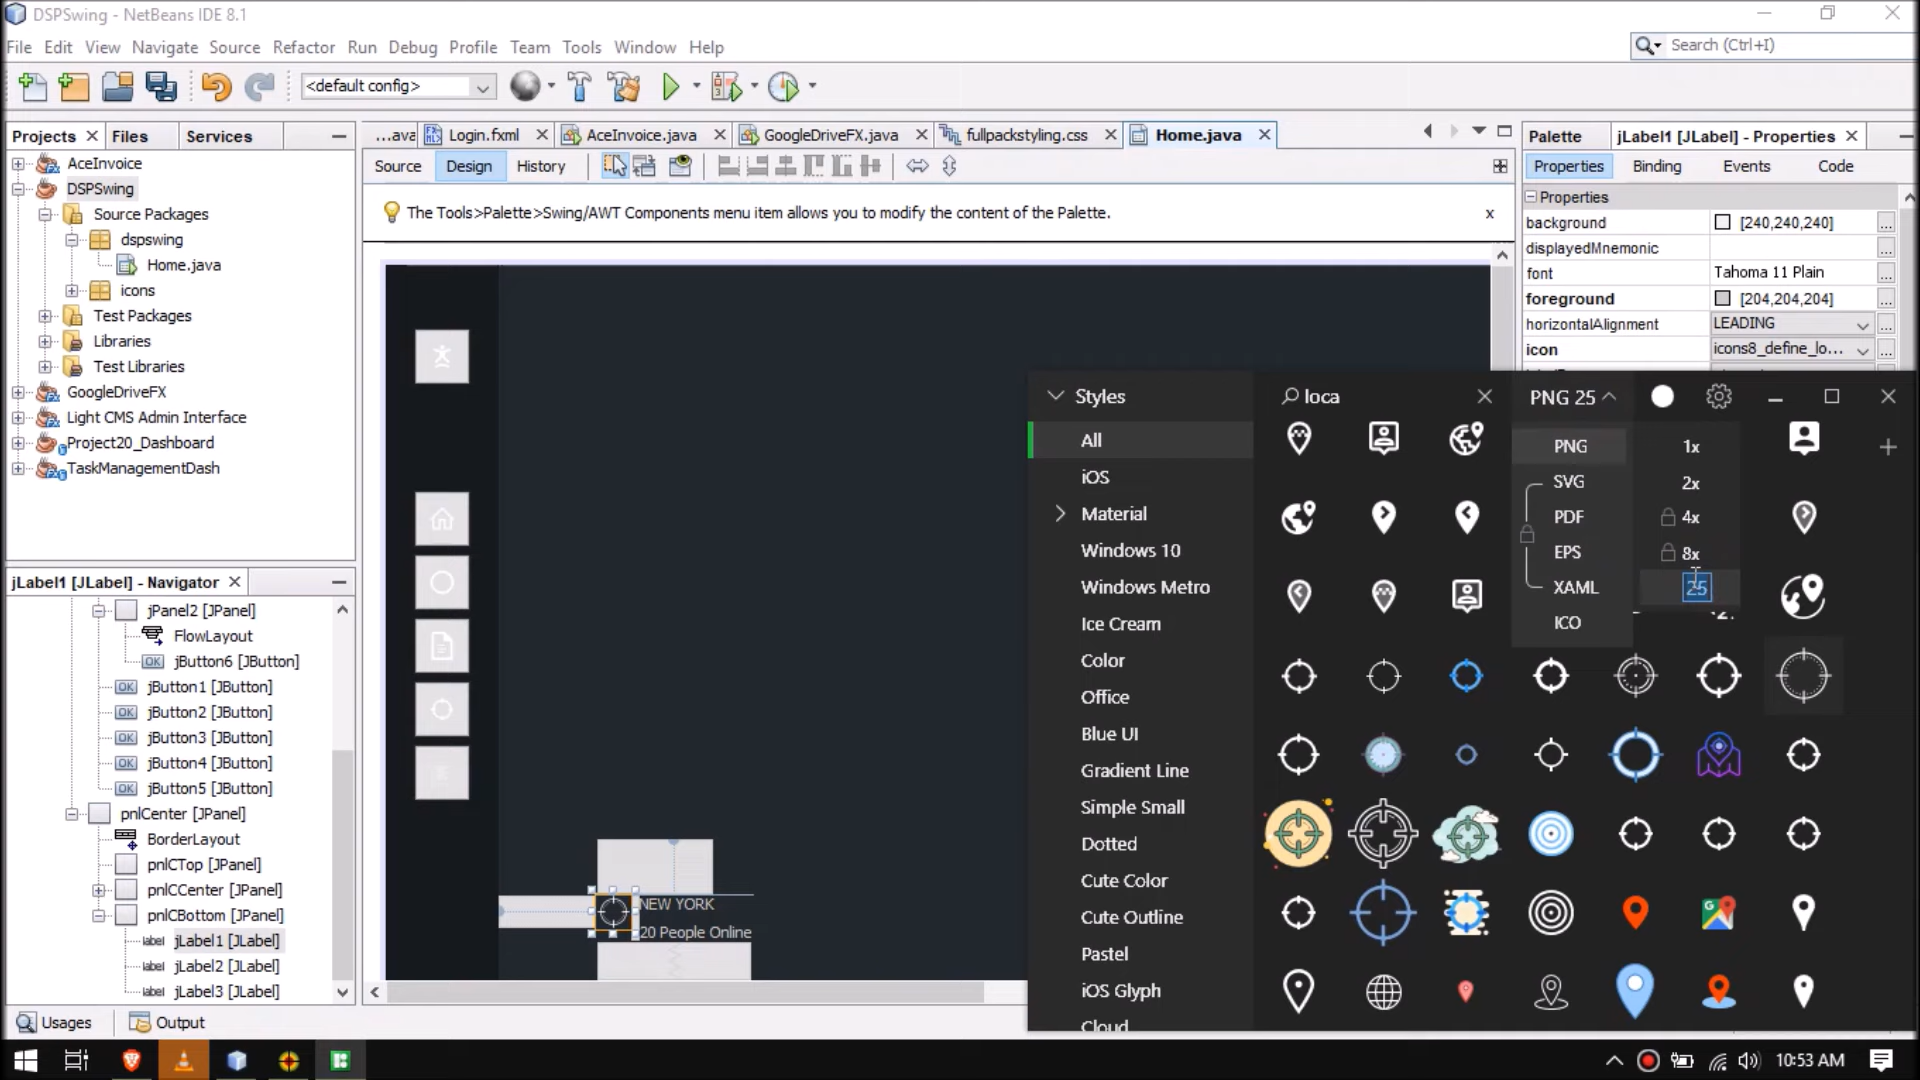 DSPSwing - NetBeans IDE 8.1
File Edit View Navigate Source Refactor Run Debug Profile Team Tools Window Help
Search (Ctrl+I)
<default config>
Projects Files Services
AceInvoice
DSPSwing
Source Packages
dspswing
Home.java
icons
Test Packages
Libraries
Test Libraries
GoogleDriveFX
Light CMS Admin Interface
Project20_Dashboard
TaskManagementDash
jLabel1 [JLabel] - Navigator
jPanel2 [JPanel]
FlowLayout
OK jButton6 [JButton]
OK jButton1 [JButton]
OK jButton2 [JButton]
OK jButton3 [JButton]
OK jButton4 [JButton]
OK jButton5 [JButton]
pnlCenter [JPanel]
BorderLayout
pnlCTop [JPanel]
pnlCCenter [JPanel]
pnlCBottom [JPanel]
label jLabel1 [JLabel]
label jLabel2 [JLabel]
label jLabel3 [JLabel]
Usages Output
...ava Login.fxml AceInvoice.java GoogleDriveFX.java fullpackstyling.css Home.java
Source Design History
The Tools>Palette>Swing/AWT Components menu item allows you to modify the content of the Palette.
x
NEW YORK
20 People Online
Palette jLabel1 [JLabel] - Properties
Properties Binding Events Code
Properties
background [240,240,240] ...
displayedMnemonic ...
font Tahoma 11 Plain ...
foreground [204,204,204] ...
horizontalAlignment LEADING ...
icon icons8_define_lo... ...
Styles
All
iOS
Material
Windows 10
Windows Metro
Ice Cream
Color
Office
Blue UI
Gradient Line
Simple Small
Dotted
Cute Color
Cute Outline
Pastel
iOS Glyph
Cloud
loca
PNG 25
PNG
SVG
PDF
EPS
XAML
ICO
1x
2x
4x
8x
25
10:53 AM